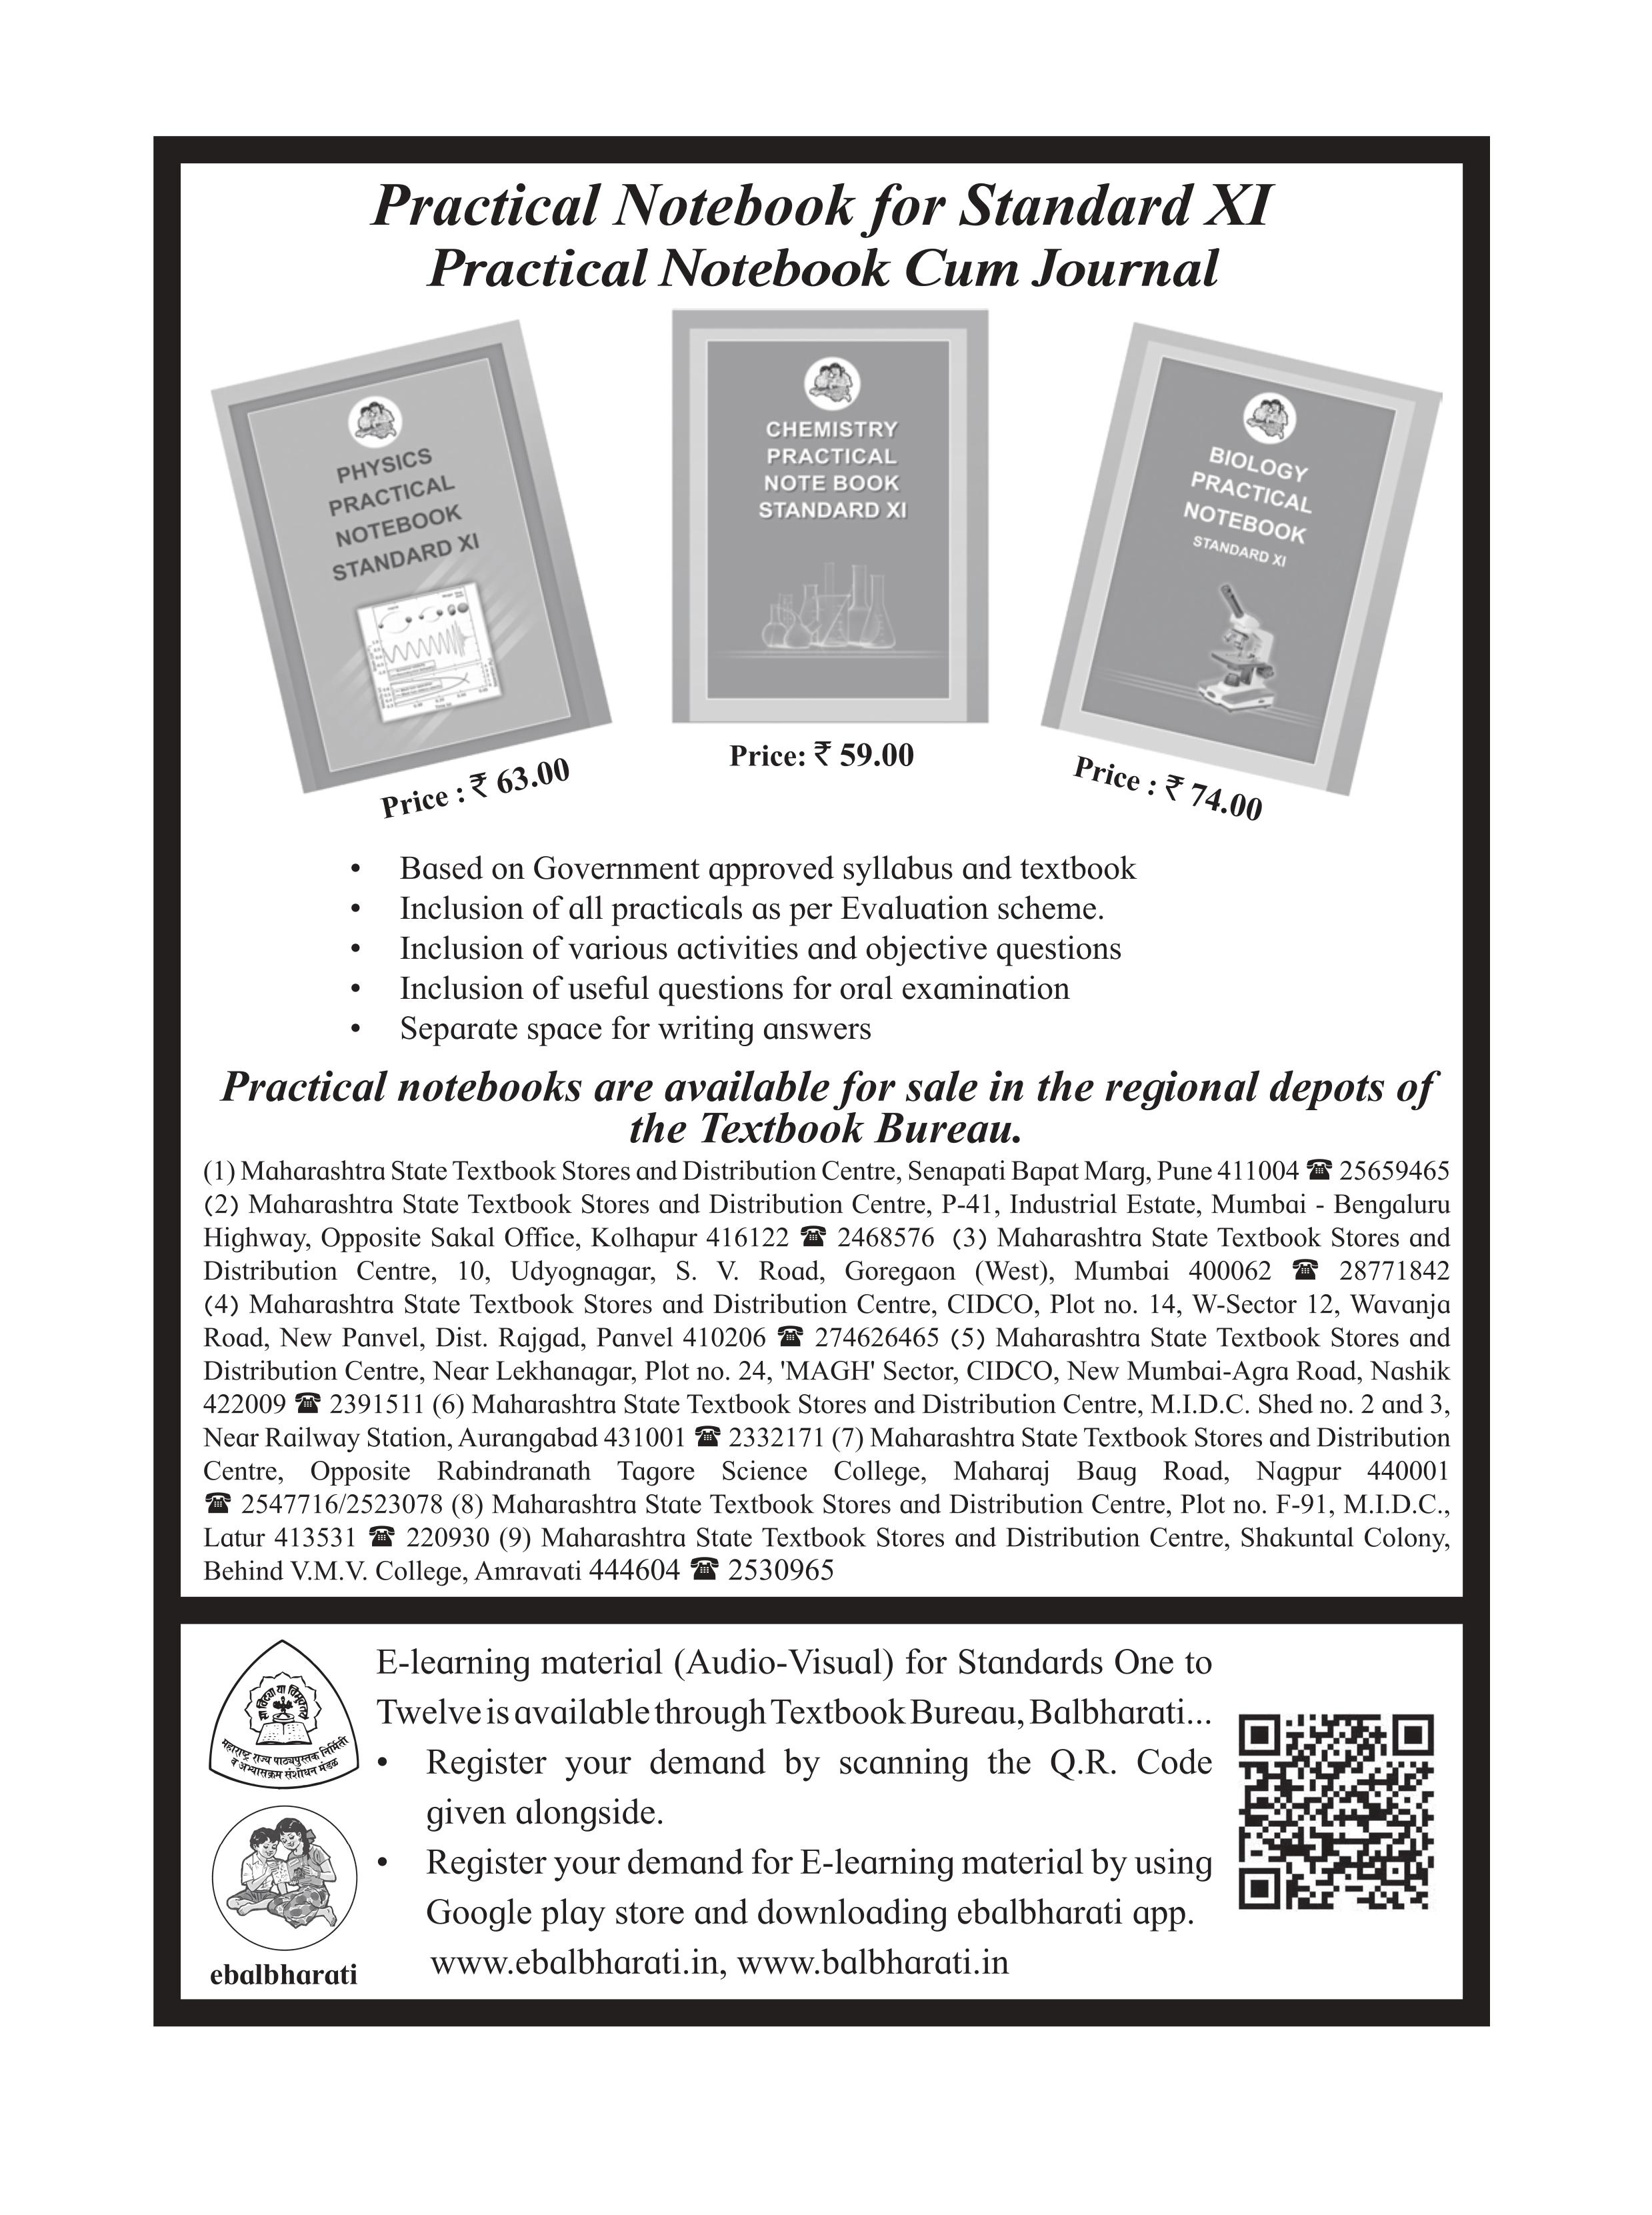 Practical Notebook for Standard XI
Practical Notebook Cum Journal
PHYSICS
PRACTICAL
NOTEBOOK
STANDARD XI
Price : ₹ 63.00
CHEMISTRY
PRACTICAL
NOTE BOOK
STANDARD XI
Price: ₹ 59.00
BIOLOGY
PRACTICAL
NOTEBOOK
STANDARD XI
Price : ₹ 74.00
• Based on Government approved syllabus and textbook
• Inclusion of all practicals as per Evaluation scheme.
• Inclusion of various activities and objective questions
• Inclusion of useful questions for oral examination
• Separate space for writing answers
Practical notebooks are available for sale in the regional depots of
the Textbook Bureau.
(1) Maharashtra State Textbook Stores and Distribution Centre, Senapati Bapat Marg, Pune 411004 ☎ 25659465
(2) Maharashtra State Textbook Stores and Distribution Centre, P-41, Industrial Estate, Mumbai - Bengaluru
Highway, Opposite Sakal Office, Kolhapur 416122 ☎ 2468576 (3) Maharashtra State Textbook Stores and
Distribution Centre, 10, Udyognagar, S. V. Road, Goregaon (West), Mumbai 400062 ☎ 28771842
(4) Maharashtra State Textbook Stores and Distribution Centre, CIDCO, Plot no. 14, W-Sector 12, Wavanja
Road, New Panvel, Dist. Rajgad, Panvel 410206 ☎ 274626465 (5) Maharashtra State Textbook Stores and
Distribution Centre, Near Lekhanagar, Plot no. 24, 'MAGH' Sector, CIDCO, New Mumbai-Agra Road, Nashik
422009 ☎ 2391511 (6) Maharashtra State Textbook Stores and Distribution Centre, M.I.D.C. Shed no. 2 and 3,
Near Railway Station, Aurangabad 431001 ☎ 2332171 (7) Maharashtra State Textbook Stores and Distribution
Centre, Opposite Rabindranath Tagore Science College, Maharaj Baug Road, Nagpur 440001
☎ 2547716/2523078 (8) Maharashtra State Textbook Stores and Distribution Centre, Plot no. F-91, M.I.D.C.,
Latur 413531 ☎ 220930 (9) Maharashtra State Textbook Stores and Distribution Centre, Shakuntal Colony,
Behind V.M.V. College, Amravati 444604 ☎ 2530965
सा विद्या या विमुक्तये
महाराष्ट्र राज्य पाठ्यपुस्तक निर्मिती
व अभ्यासक्रम संशोधन मंडळ
ebalbharati
E-learning material (Audio-Visual) for Standards One to
Twelve is available through Textbook Bureau, Balbharati...
• Register your demand by scanning the Q.R. Code
given alongside.
• Register your demand for E-learning material by using
Google play store and downloading ebalbharati app.
www.ebalbharati.in, www.balbharati.in